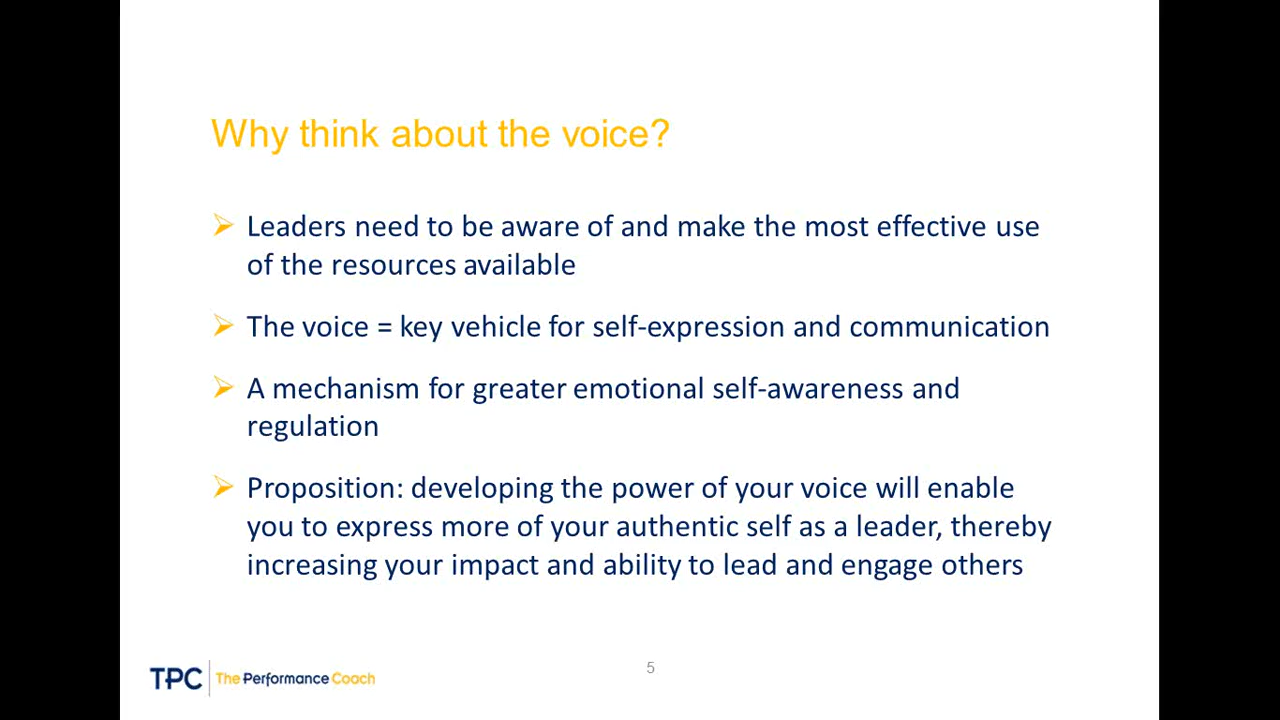 Why think about the voice?
Leaders need to be aware of and make the most effective use
of the resources available
The voice = key vehicle for self-expression and communication
A mechanism for greater emotional self-awareness and
regulation
Proposition: developing the power of your voice will enable
you to express more of your authentic self as a leader, thereby
increasing your impact and ability to lead and engage others
TPC The Performance Coach
5